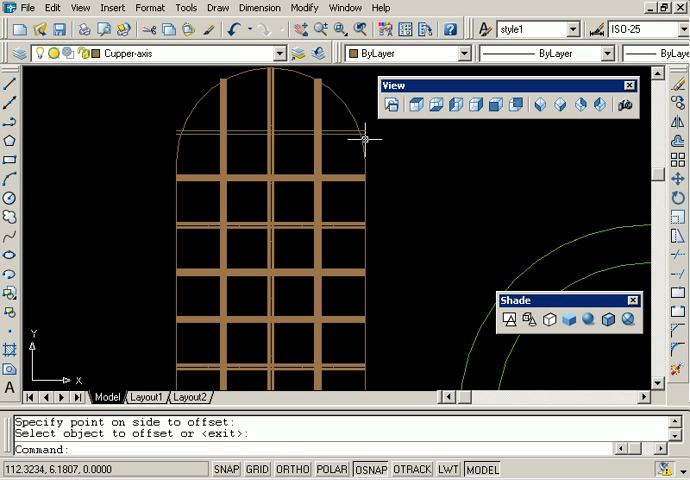 File Edit View Insert Format Tools Draw Dimension Modify Window Help
style1 ISO-25
Cupper-axis ByLayer ByLayer ByLay
View
Shade
Y
X
Model Layout1 Layout2
Specify point on side to offset:
Select object to offset or <exit>:
Command:
112.3234, 6.1807, 0.0000 SNAP GRID ORTHO POLAR OSNAP OTRACK LWT MODEL